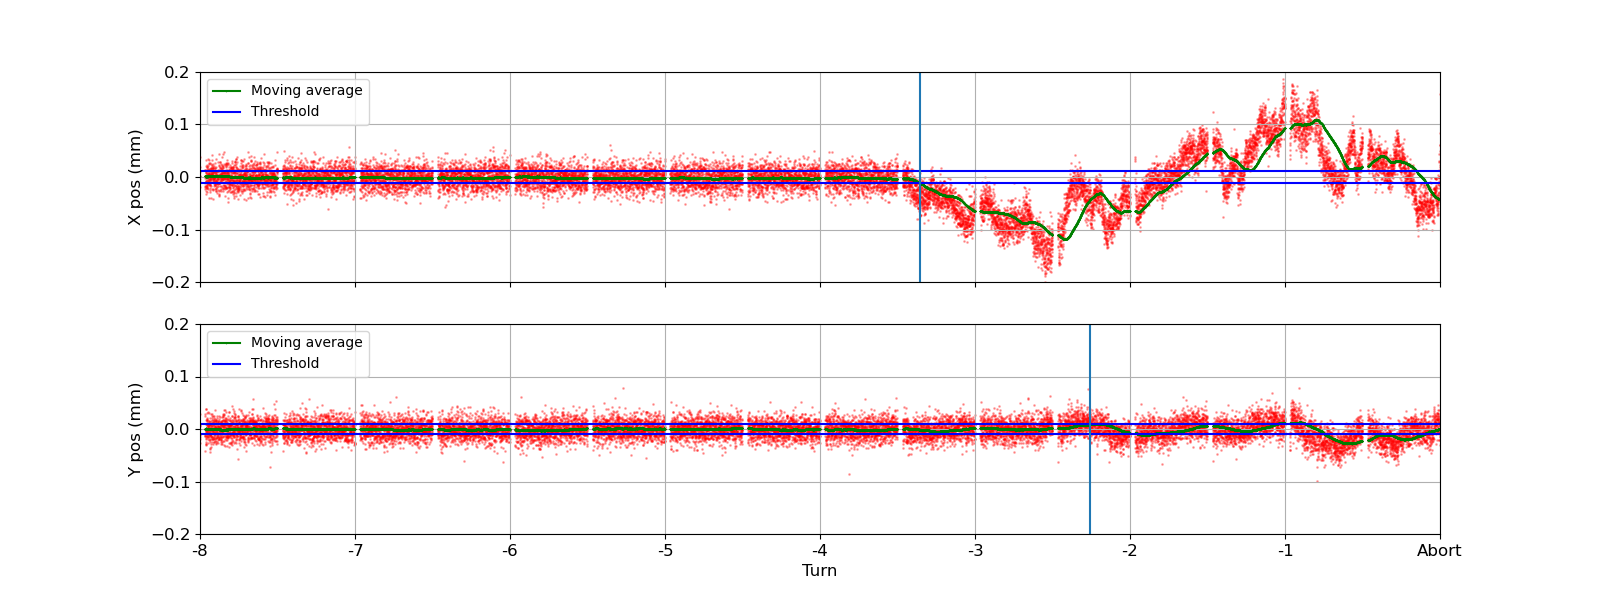 0.2
0.1
0.0
−0.1
−0.2
X pos (mm)
Moving average
Threshold
0.2
0.1
0.0
−0.1
−0.2
Y pos (mm)
Moving average
Threshold
-8 -7 -6 -5 -4 -3 -2 -1 Abort
Turn